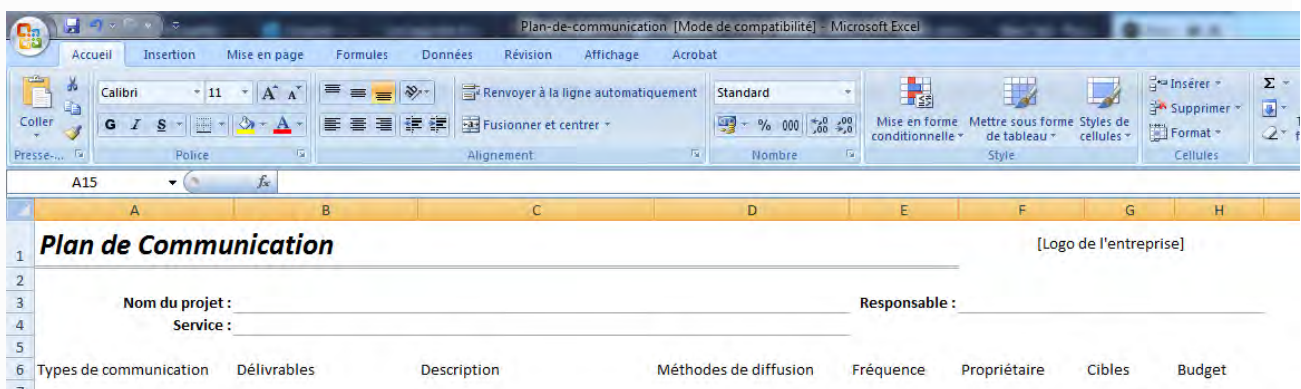 Plan-de-communication [Mode de compatibilité] - Microsoft Excel
Accueil Insertion Mise en page Formules Données Révision Affichage Acrobat
Coller
Calibri 11 A A
Renvoyer à la ligne automatiquement
Standard
G I S A
Fusionner et centrer
% 000 ,00 ,00
Mise en forme conditionnelle
Mettre sous forme de tableau
Styles de cellules
Insérer
Supprimer
Format
Σ
Presse-... Police Alignement Nombre Style Cellules
A15 fx
A B C D E F G H
1 Plan de Communication [Logo de l'entreprise]
2
3 Nom du projet : Responsable :
4 Service :
5
6 Types de communication Délivrables Description Méthodes de diffusion Fréquence Propriétaire Cibles Budget